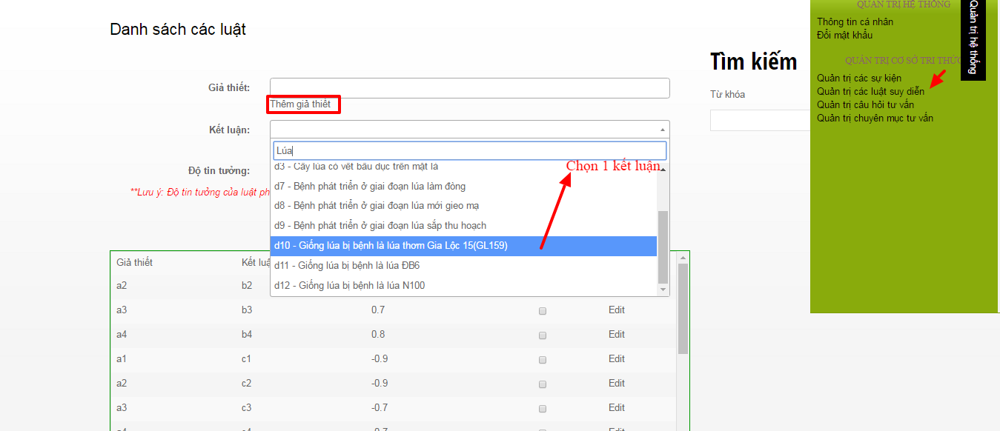 Danh sách các luật
Giả thiết:
Thêm giả thiết
Kết luận:
Lúa
d3 - Cây lúa có vết bầu dục trên mặt lá
d7 - Bệnh phát triển ở giai đoạn lúa làm đòng
d8 - Bệnh phát triển ở giai đoạn lúa mới gieo mạ
d9 - Bệnh phát triển ở giai đoạn lúa sắp thu hoạch
d10 - Giống lúa bị bệnh là lúa thơm Gia Lộc 15(GL159)
d11 - Giống lúa bị bệnh là lúa ĐB6
d12 - Giống lúa bị bệnh là lúa N100
Chọn 1 kết luận
Độ tin tưởng:
**Lưu ý: Độ tin tưởng của luật ph
Giả thiết Kết luậ
a2 b2
a3 b3 0.7 Edit
a4 b4 0.8 Edit
a1 c1 -0.9 Edit
a2 c2 -0.9 Edit
a3 c3 -0.7 Edit
Tìm kiếm
Từ khóa
QUẢN TRỊ HỆ THỐNG
Thông tin cá nhân
Đổi mật khẩu
QUẢN TRỊ CƠ SỞ TRI THỨC
Quản trị các sự kiện
Quản trị các luật suy diễn
Quản trị câu hỏi tư vấn
Quản trị chuyên mục tư vấn
Quản trị hệ thống